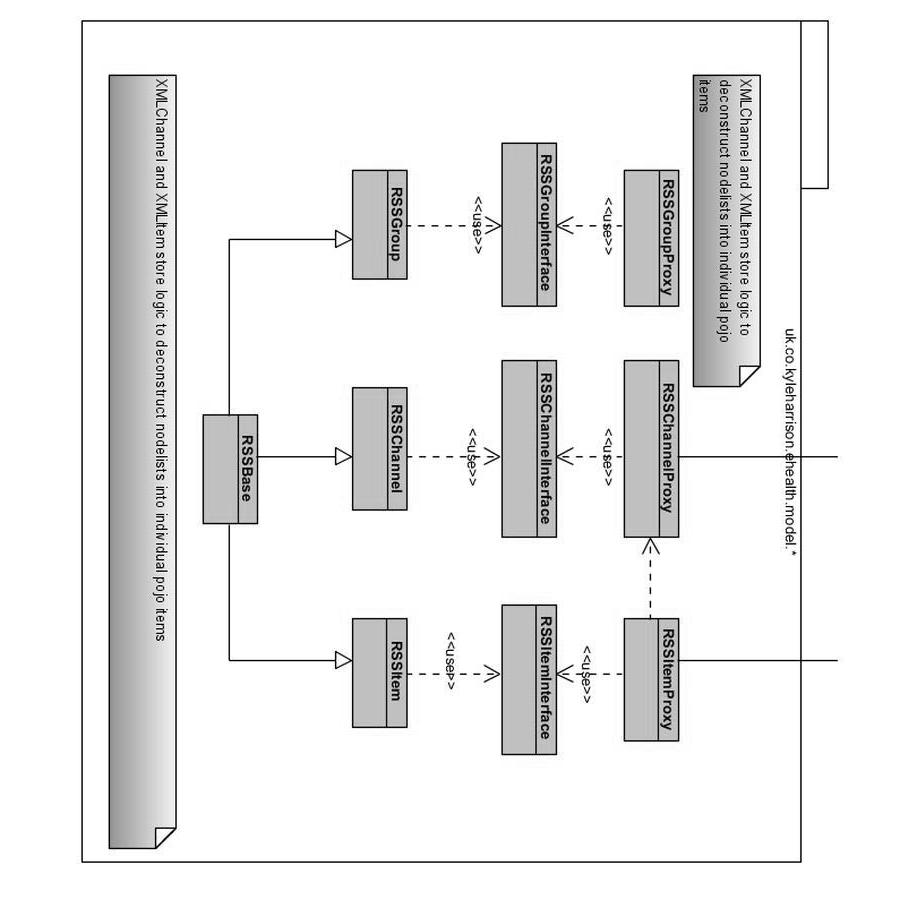 uk.co.kyleharrison.ehealth.model.*
XMLChannel and XMLItem store logic to
deconstruct nodelists into individual pojo
items
RSSGroupProxy
RSSChannelProxy
RSSItemProxy
<<use>>
<<use>>
<<use>>
RSSGroupInterface
RSSChannelInterface
RSSItemInterface
<<use>>
<<use>>
<<use>>
RSSGroup
RSSChannel
RSSItem
RSSBase
XMLChannel and XMLItem store logic to deconstruct nodelists into individual pojo items